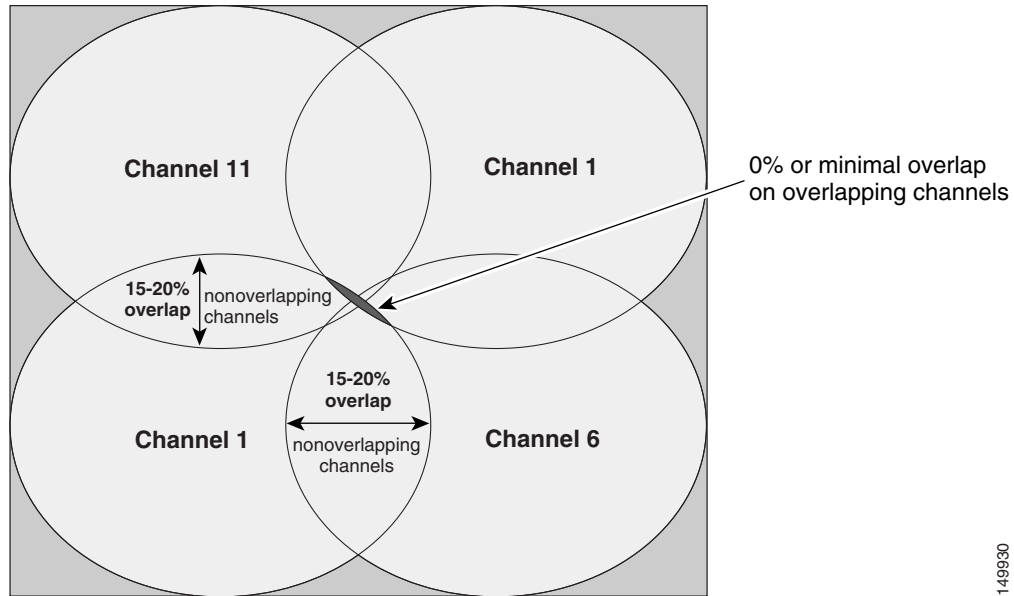 Channel 11
Channel 1
0% or minimal overlap
on overlapping channels
15-20%
overlap
nonoverlapping
channels
15-20%
overlap
nonoverlapping
channels
Channel 1
Channel 6
149930